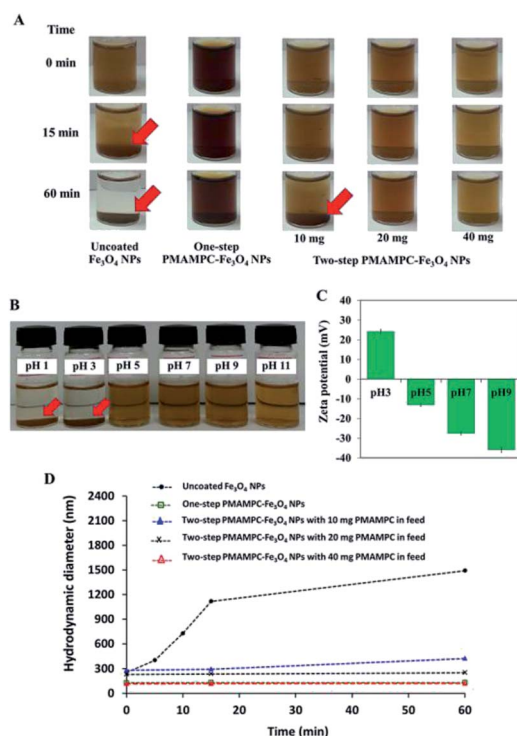 A
Time
0 min
15 min
60 min
Uncoated
Fe₃O₄ NPs
One-step
PMAMPC-Fe₃O₄ NPs
10 mg
20 mg
40 mg
Two-step PMAMPC-Fe₃O₄ NPs
B
pH 1
pH 3
pH 5
pH 7
pH 9
pH 11
C
Zeta potential (mV)
40
30
20
10
0
-10
-20
-30
-40
pH3
pH5
pH7
pH9
D
Hydrodynamic diameter (nm)
2400
2100
1800
1500
1200
900
600
300
0
Uncoated Fe₃O₄ NPs
One-step PMAMPC-Fe₃O₄ NPs
Two-step PMAMPC-Fe₃O₄ NPs with 10 mg PMAMPC in feed
Two-step PMAMPC-Fe₃O₄ NPs with 20 mg PMAMPC in feed
Two-step PMAMPC-Fe₃O₄ NPs with 40 mg PMAMPC in feed
0
10
20
30
40
50
60
Time (min)